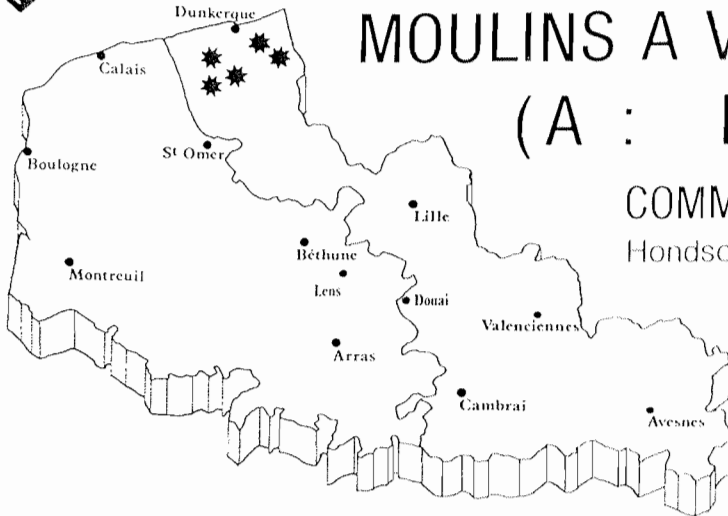 MOULINS A V
(A :
COMM
Hondsc
Dunkerque
Calais
St Omer
Boulogne
Lille
Béthune
Montreuil
Lens
Douai
Valenciennes
Arras
Cambrai
Avesnes